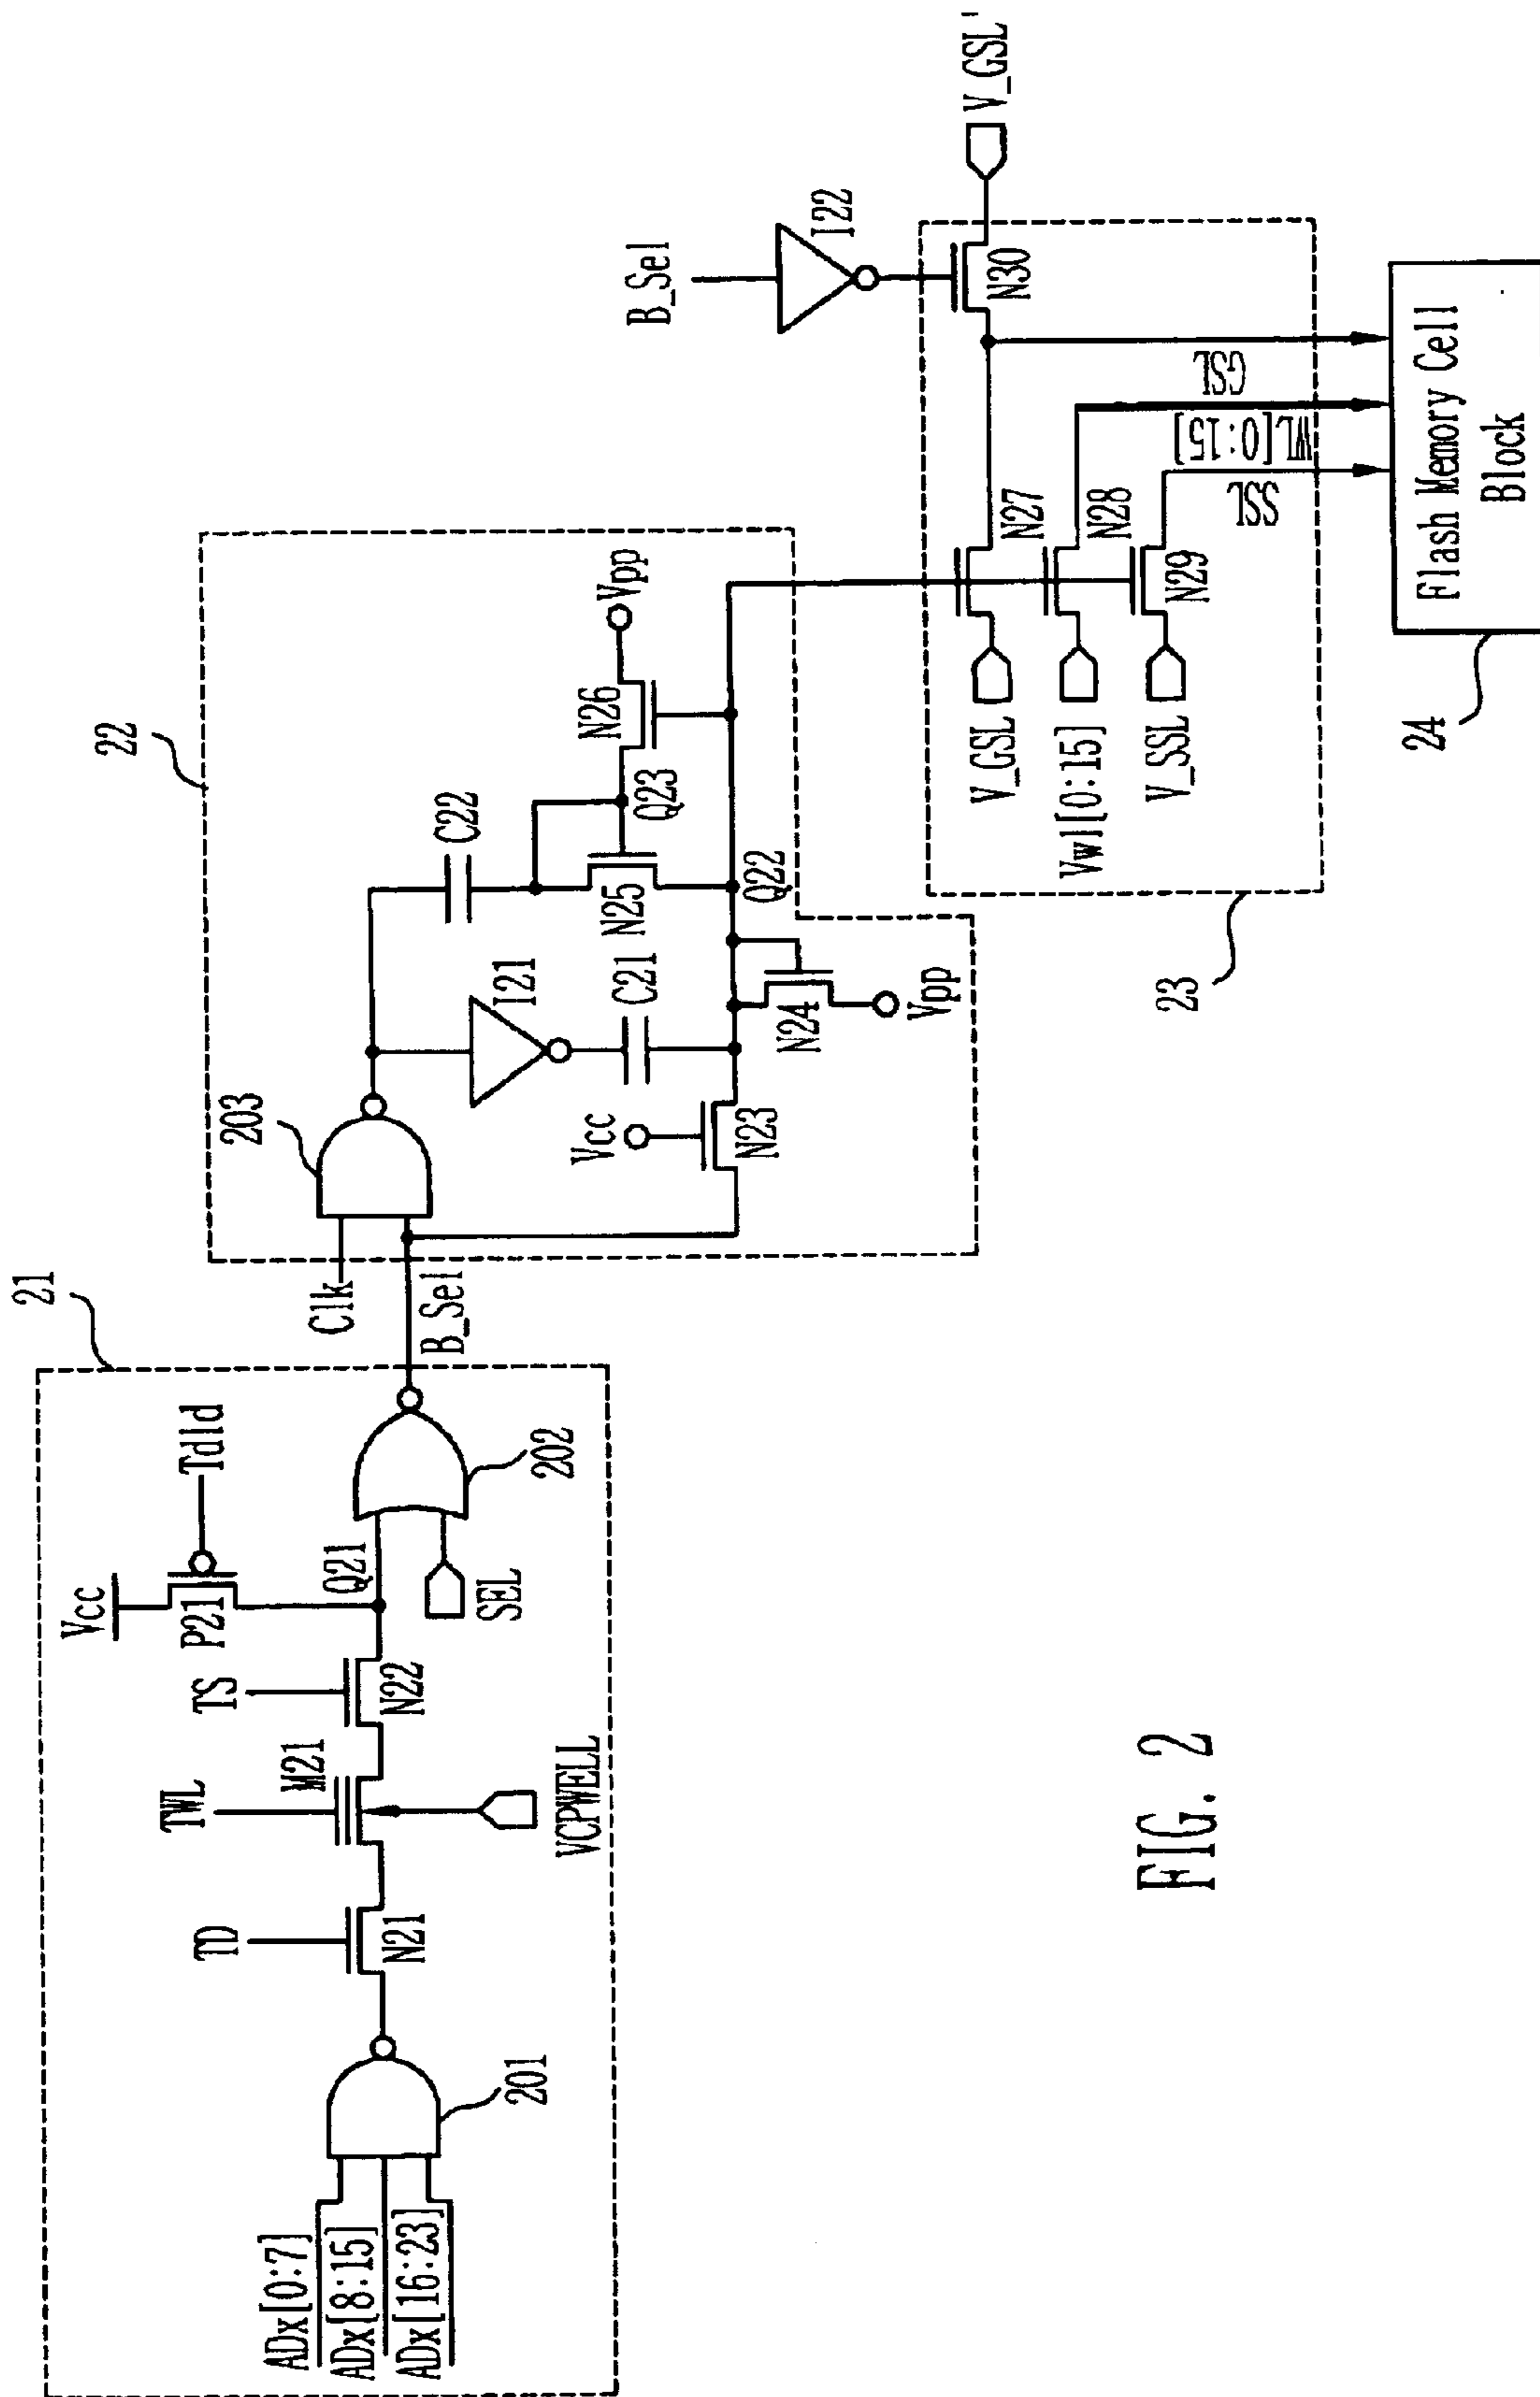 21
Vcc
Tdld
P21
TS
TWL
M21
N22
Q21
TD
N21
VCPWELL
SEL
202
201
ADx[0:7]
ADx[8:15]
ADx[16:23]
B_Sel
22
Clk
203
I21
C22
C21
Vcc
N23
N24
Vpp
N25
Q23
N26
Vpp
Q22
B_Sel
I22
V_GSL'
N30
V_GSL
N27
Vwl[0:15]
N28
V_SSL
N29
GSL
WL[0:15]
SSL
23
Flash Memory Cell
Block
24
FIG. 2